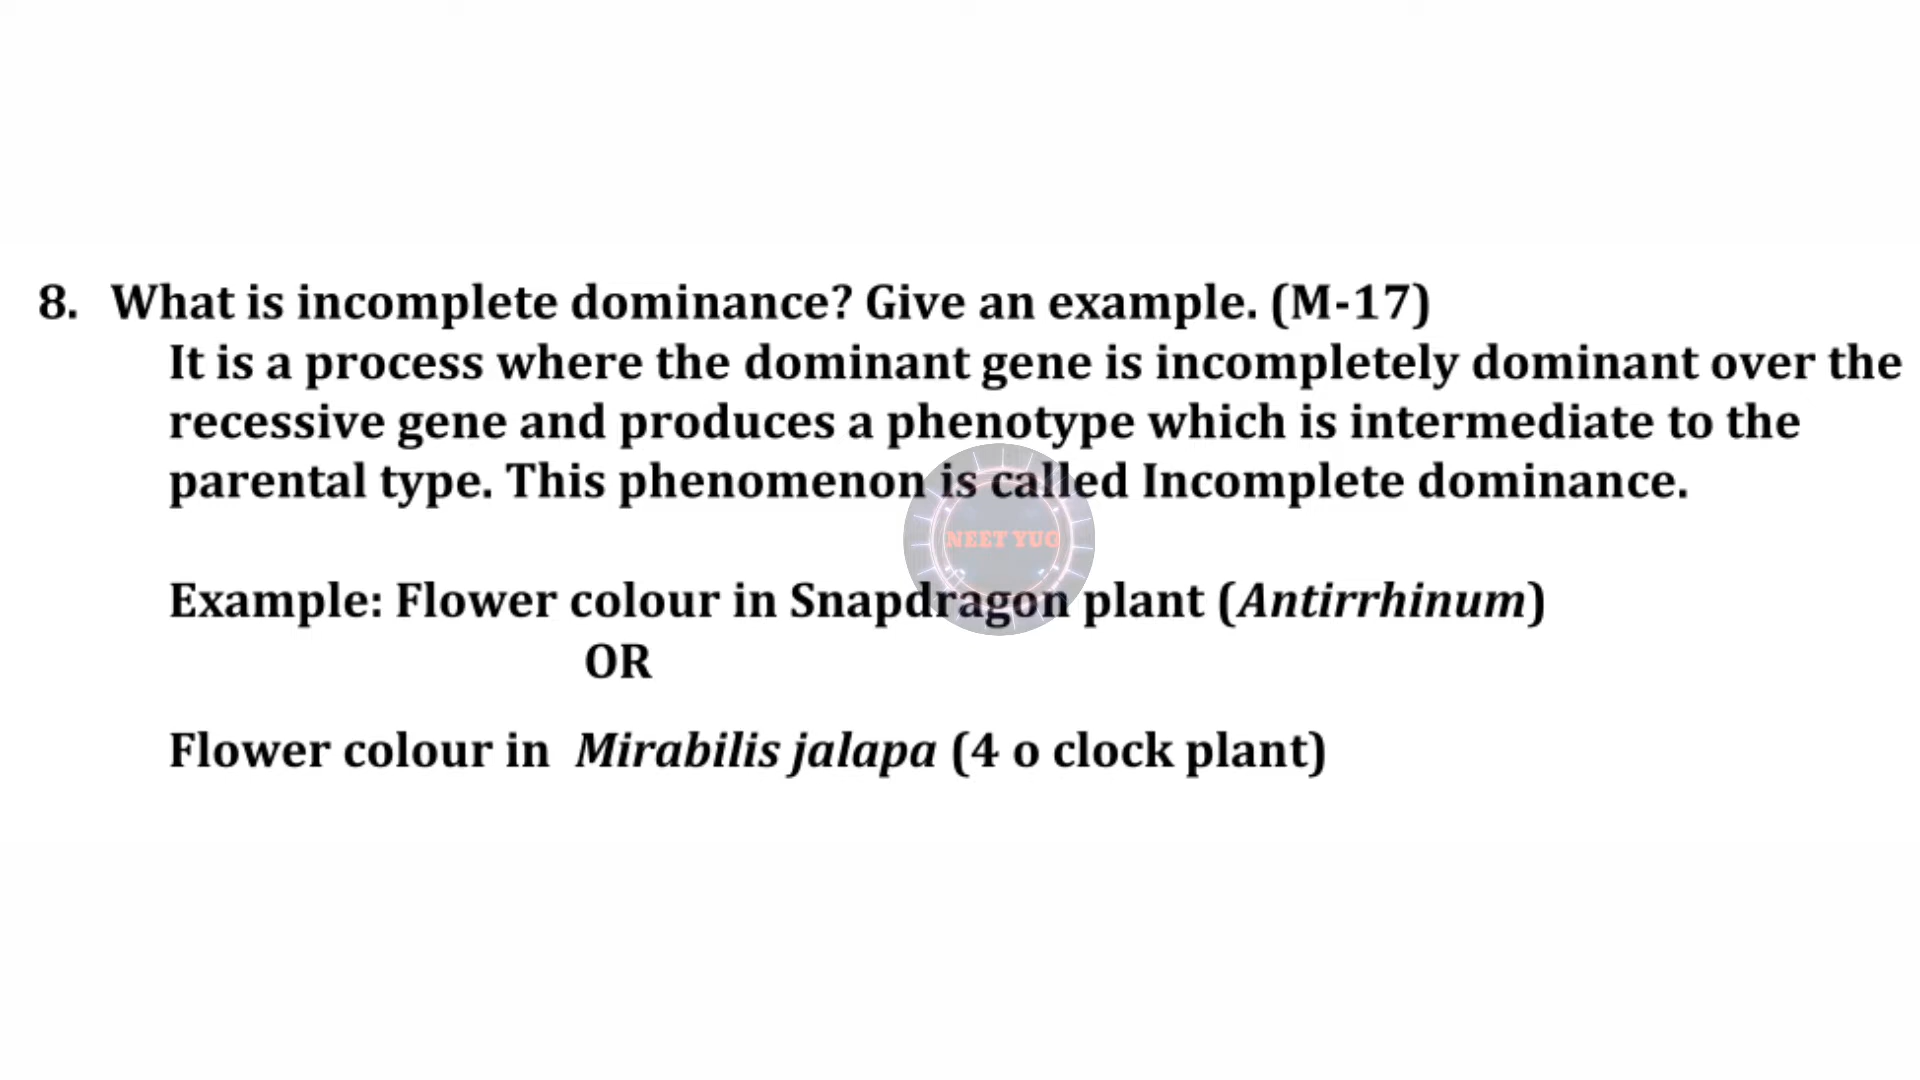 8. What is incomplete dominance? Give an example. (M-17)
It is a process where the dominant gene is incompletely dominant over the
recessive gene and produces a phenotype which is intermediate to the
parental type. This phenomenon is called Incomplete dominance.
NEET YUG
Example: Flower colour in Snapdragon plant (Antirrhinum)
OR
Flower colour in Mirabilis jalapa (4 o clock plant)